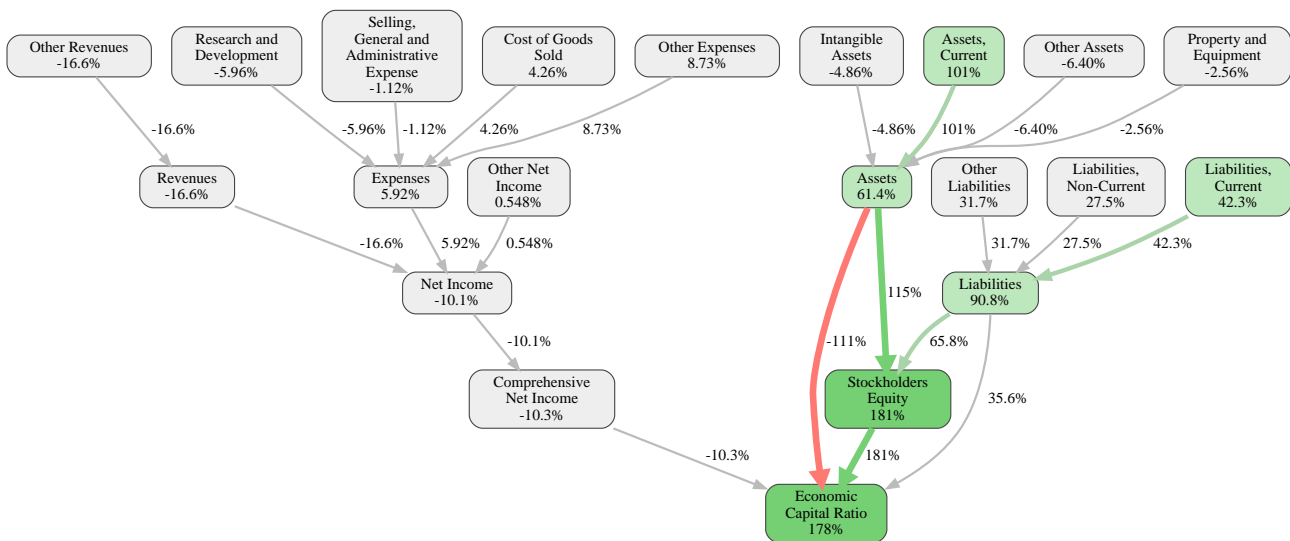 Other Revenues
-16.6%
Research and
Development
-5.96%
Selling,
General and
Administrative
Expense
-1.12%
Cost of Goods
Sold
4.26%
Other Expenses
8.73%
Intangible
Assets
-4.86%
Assets,
Current
101%
Other Assets
-6.40%
Property and
Equipment
-2.56%
-16.6%
-5.96%
-1.12%
4.26%
8.73%
-4.86%
101%
-6.40%
-2.56%
Revenues
-16.6%
Expenses
5.92%
Other Net
Income
0.548%
Assets
61.4%
Other
Liabilities
31.7%
Liabilities,
Non-Current
27.5%
Liabilities,
Current
42.3%
-16.6%
5.92%
0.548%
31.7%
27.5%
42.3%
Net Income
-10.1%
115%
Liabilities
90.8%
-10.1%
-111%
65.8%
Comprehensive
Net Income
-10.3%
Stockholders
Equity
181%
35.6%
-10.3%
181%
Economic
Capital Ratio
178%